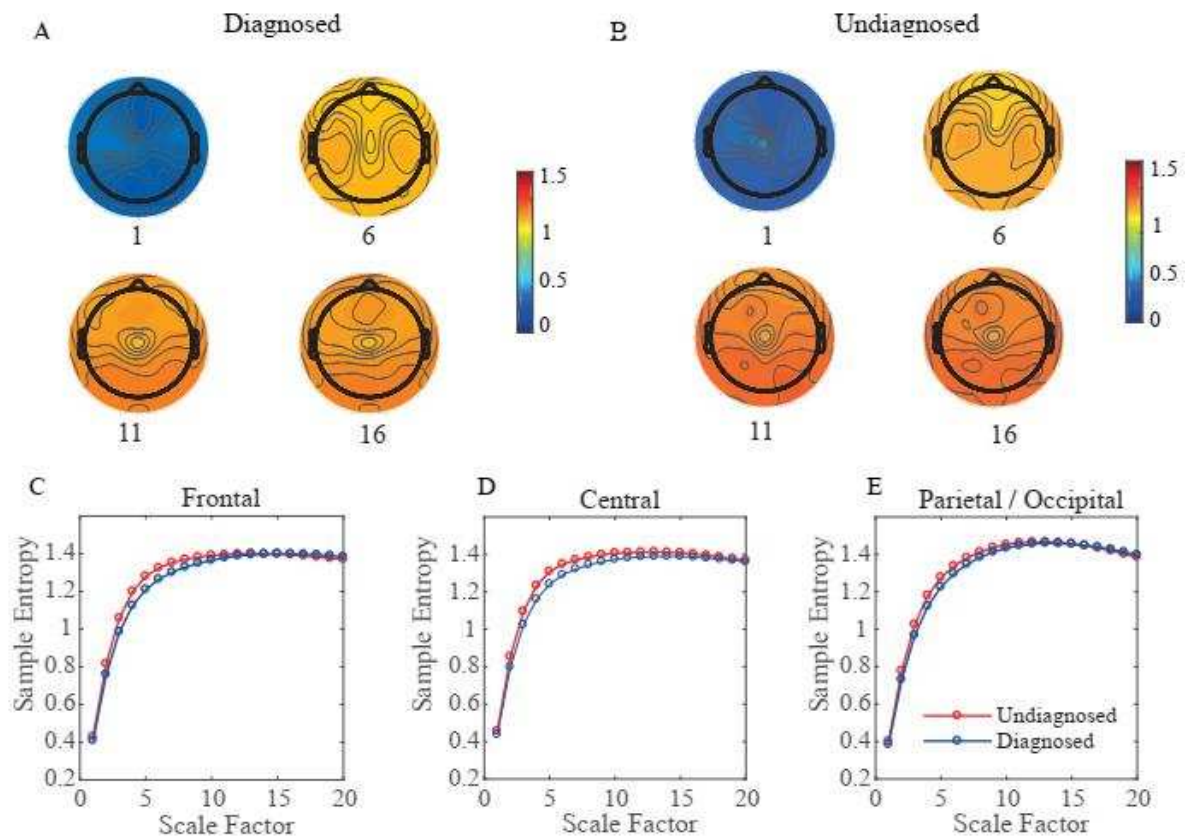 A
Diagnosed
1
6
11
16
1.5
1
0.5
0
B
Undiagnosed
1
6
11
16
1.5
1
0.5
0
C
Frontal
Sample Entropy
1.4
1.2
1
0.8
0.6
0.4
0.2
0 5 10 15 20
Scale Factor
D
Central
Sample Entropy
1.4
1.2
1
0.8
0.6
0.4
0.2
0 5 10 15 20
Scale Factor
E
Parietal / Occipital
Sample Entropy
1.4
1.2
1
0.8
0.6
0.4
0.2
Undiagnosed
Diagnosed
0 5 10 15 20
Scale Factor